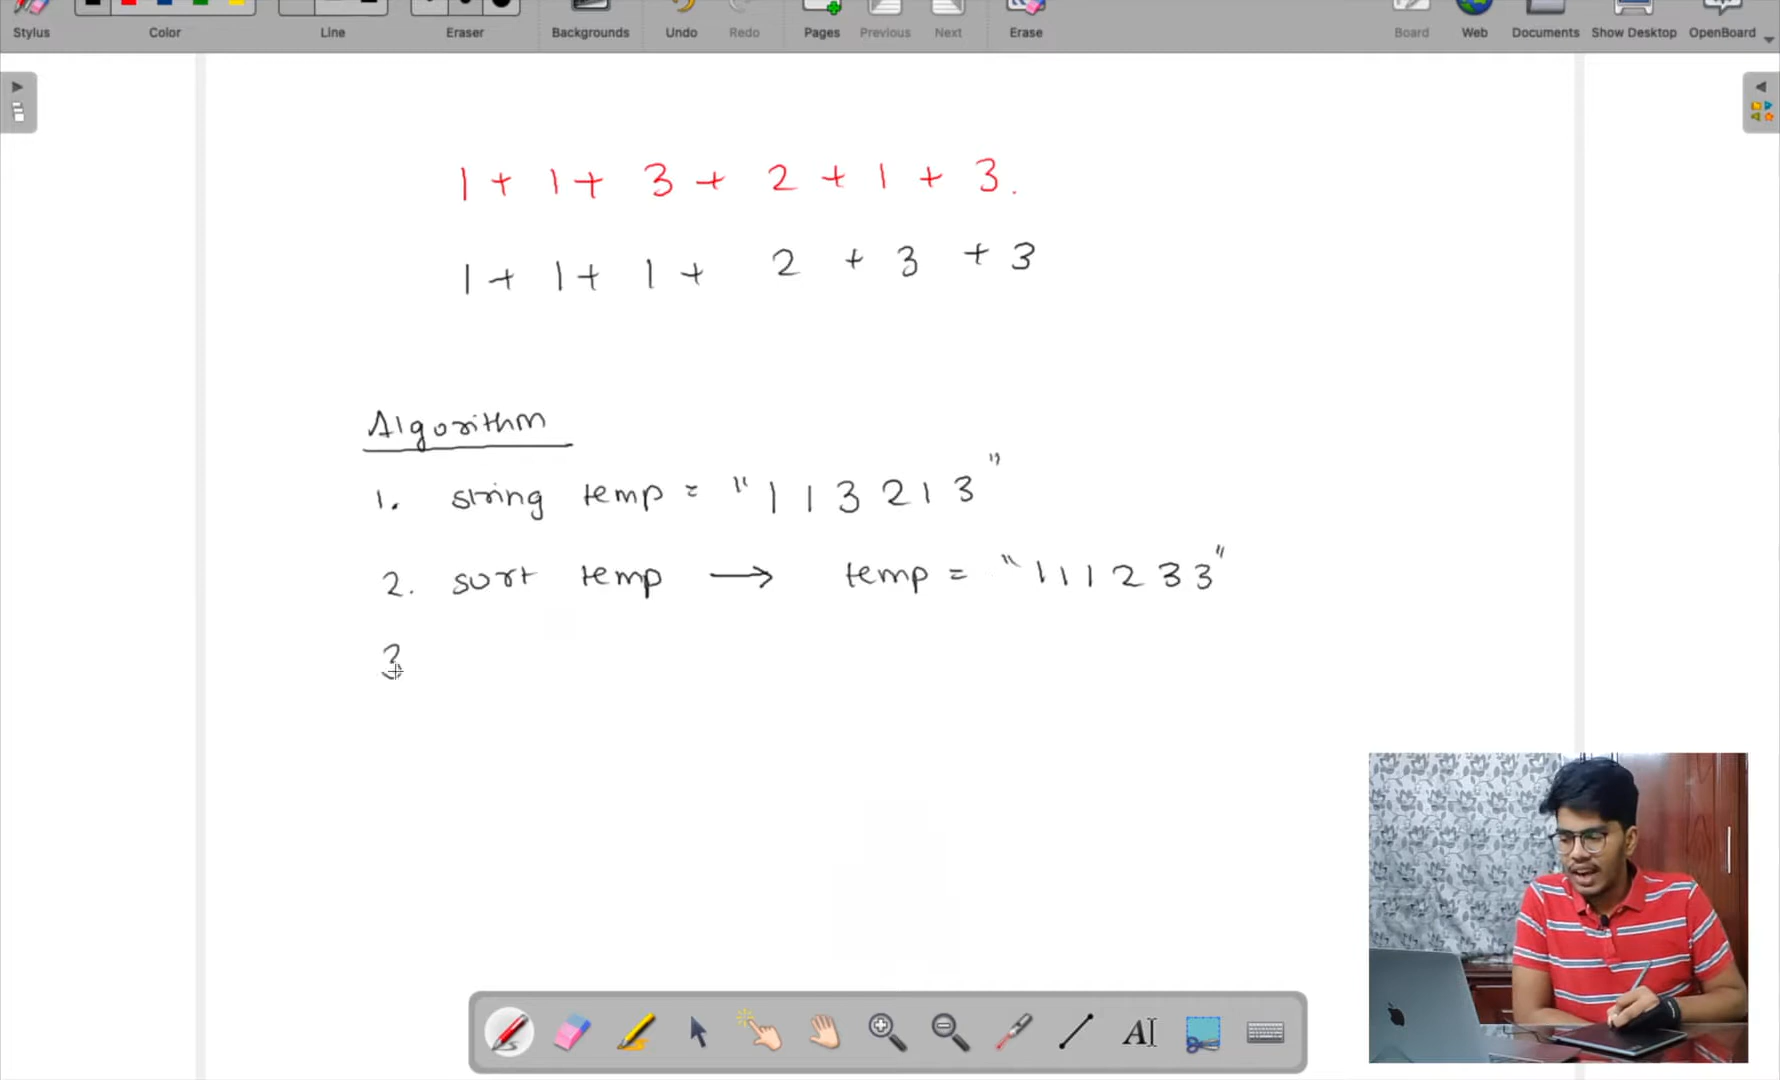 Stylus Color Line Eraser Backgrounds Undo Redo Pages Previous Next Erase Board Web Documents Show Desktop OpenBoard
1 + 1 + 3 + 2 + 1 + 3.
1 + 1 + 1 + 2 + 3 + 3
Algorithm
1. string temp = "113213"
2. sort temp → temp = "111233"
3